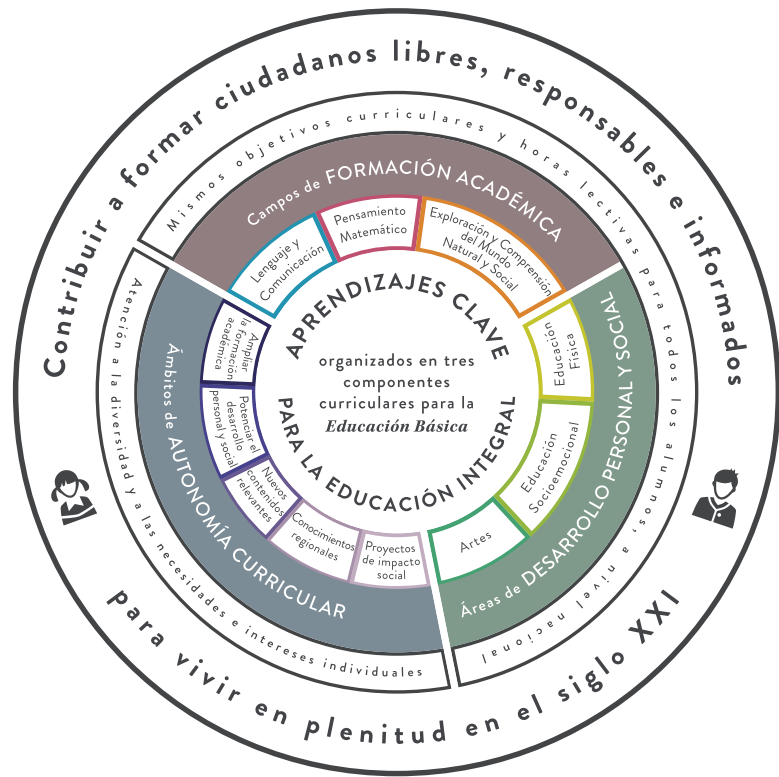 Contribuir a formar ciudadanos libres, responsables e informados
para vivir en plenitud en el siglo XXI
Mismos objetivos curriculares y horas lectivas para todos los alumnos, a nivel nacional
Atención a la diversidad y a las necesidades e intereses individuales
Campos de FORMACIÓN ACADÉMICA
Lenguaje y
Comunicación
Pensamiento
Matemático
Exploración y Comprensión
del Mundo
Natural y Social
Áreas de DESARROLLO PERSONAL Y SOCIAL
Educación
Física
Educación
Socioemocional
Artes
Ámbitos de AUTONOMÍA CURRICULAR
Ampliar
la formación
académica
Potenciar el
desarrollo
personal y social
Nuevos
contenidos
relevantes
Conocimientos
regionales
Proyectos
de impacto
social
APRENDIZAJES CLAVE
organizados en tres
componentes
curriculares para la
Educación Básica
PARA LA EDUCACIÓN INTEGRAL